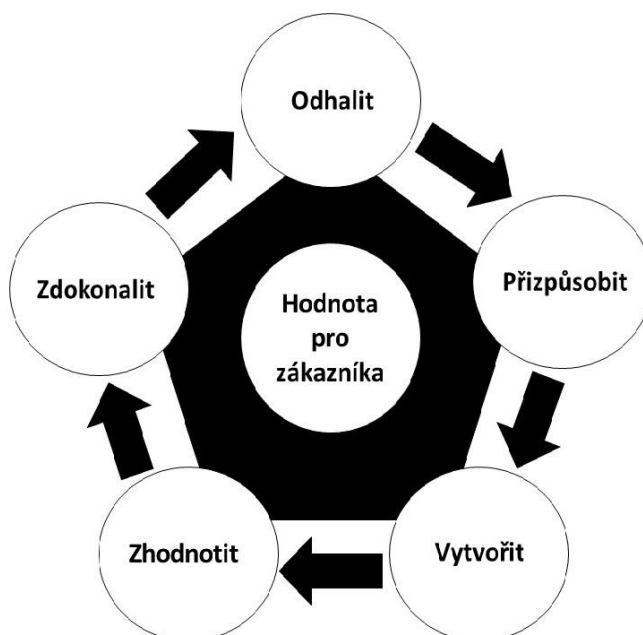 Odhalit
Přizpůsobit
Vytvořit
Zhodnotit
Zdokonalit
Hodnota
pro
zákazníka